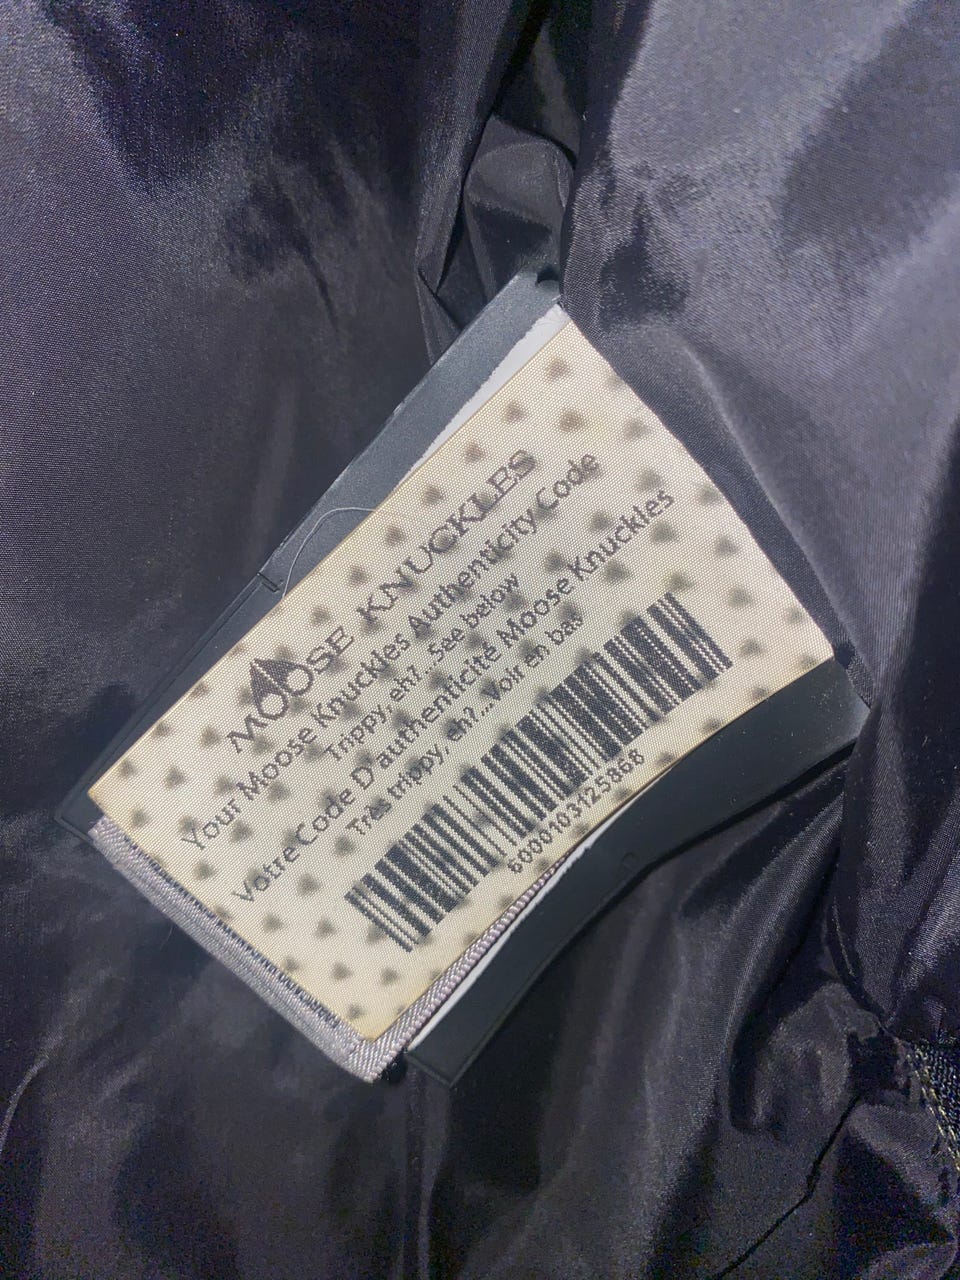 MOOSE KNUCKLES
Your Moose Knuckles Authenticity Code
Trippy, eh?...See below
Votre Code D'authenticité Moose Knuckles
Très trippy, eh?...Voir en bas
6000103125868